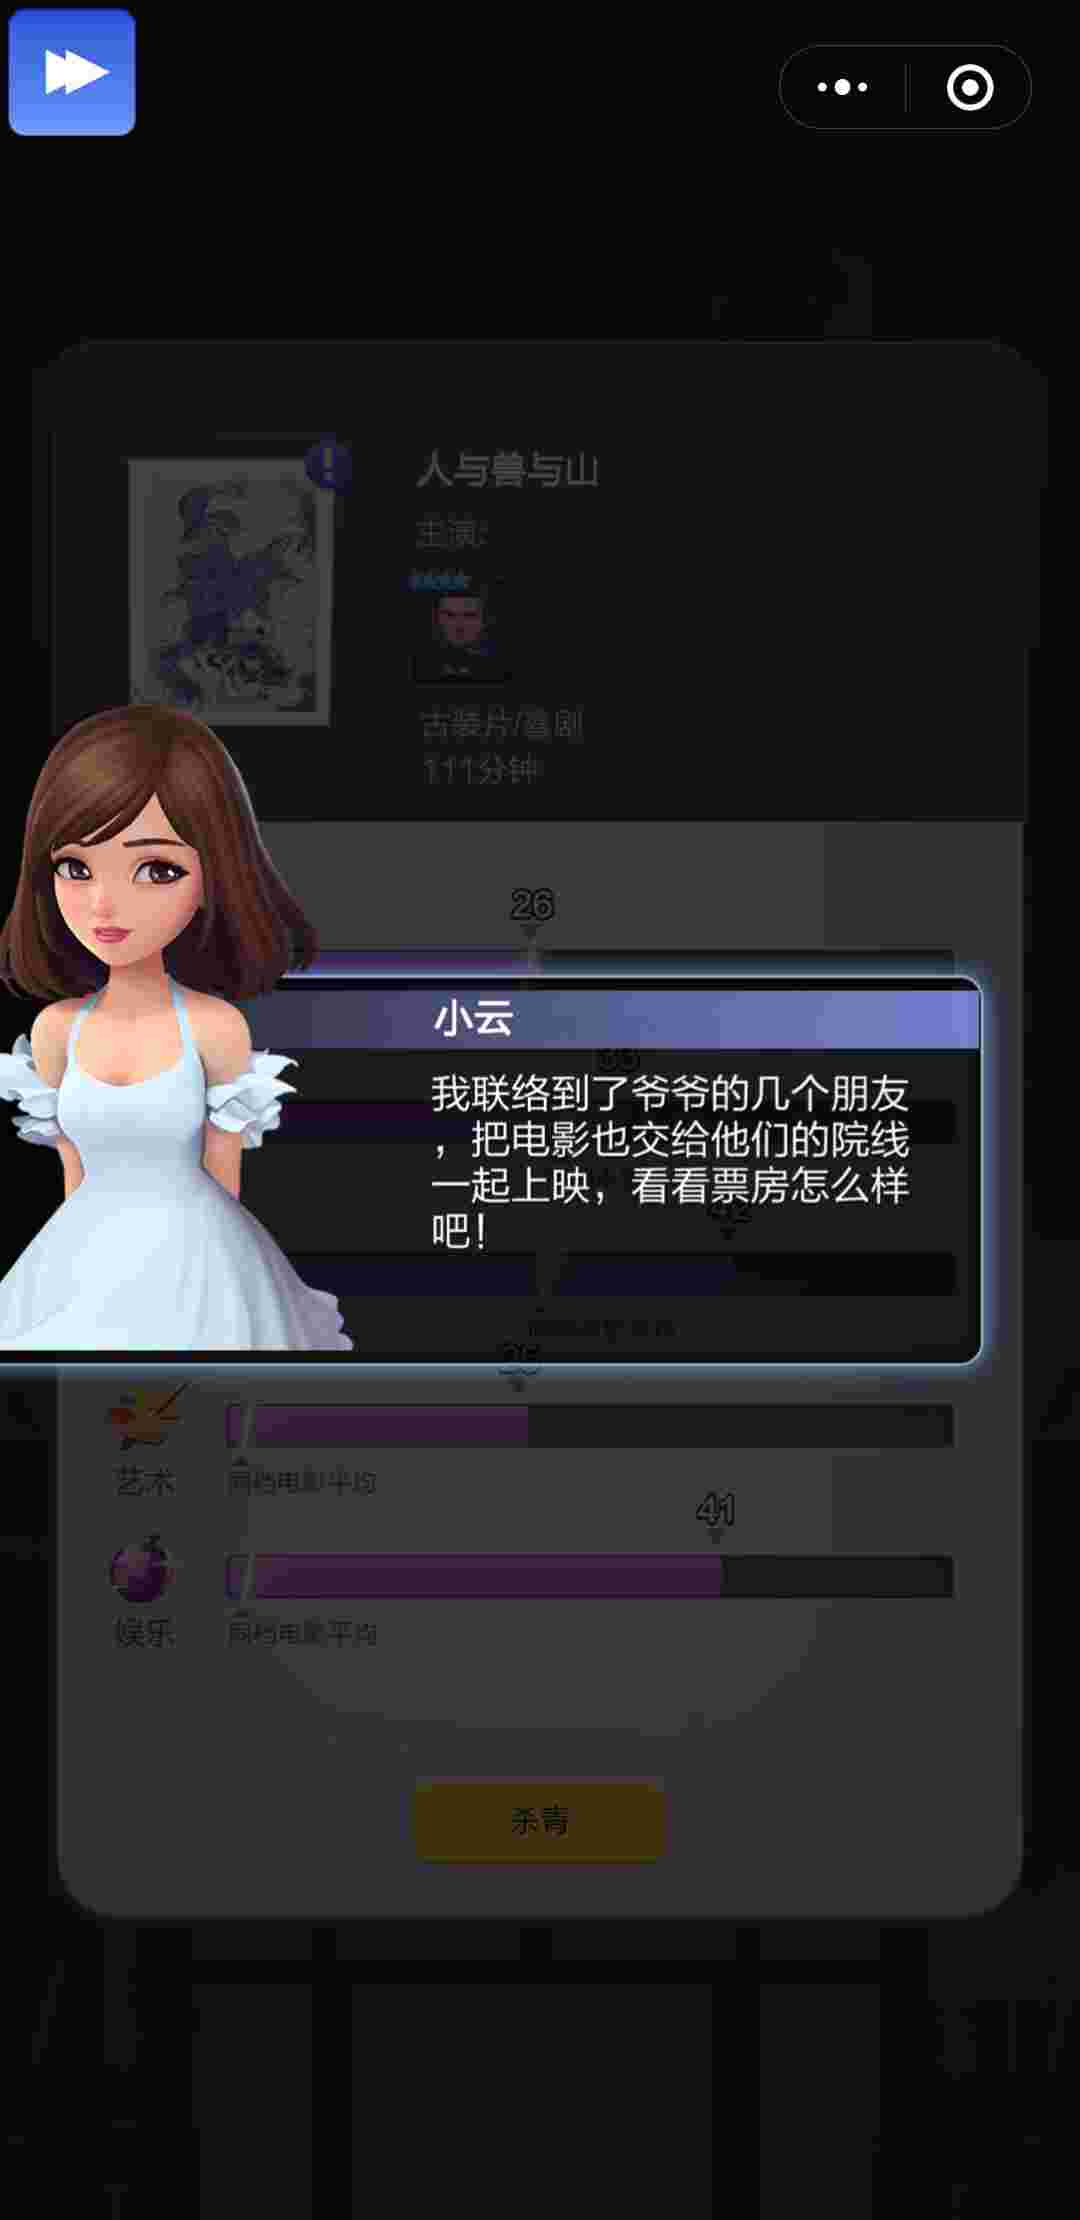 人与兽与山
主演:
古装片/喜剧
111分钟
26
小云
33
我联络到了爷爷的几个朋友
，把电影也交给他们的院线
一起上映，看看票房怎么样
吧！
42
艺术
同档电影平均
41
娱乐
同档电影平均
杀青